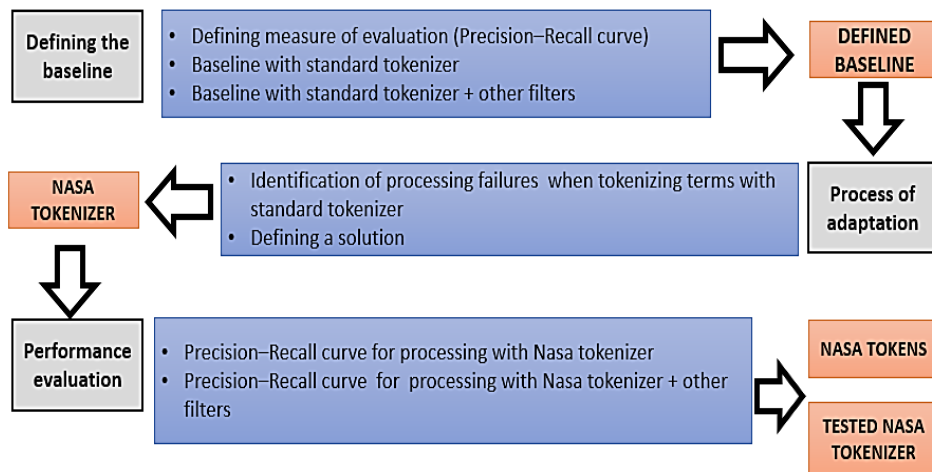 Defining the
baseline
• Defining measure of evaluation (Precision–Recall curve)
• Baseline with standard tokenizer
• Baseline with standard tokenizer + other filters
DEFINED
BASELINE
NASA
TOKENIZER
• Identification of processing failures when tokenizing terms with
standard tokenizer
• Defining a solution
Process of
adaptation
Performance
evaluation
• Precision–Recall curve for processing with Nasa tokenizer
• Precision–Recall curve for processing with Nasa tokenizer + other
filters
NASA TOKENS
TESTED NASA
TOKENIZER